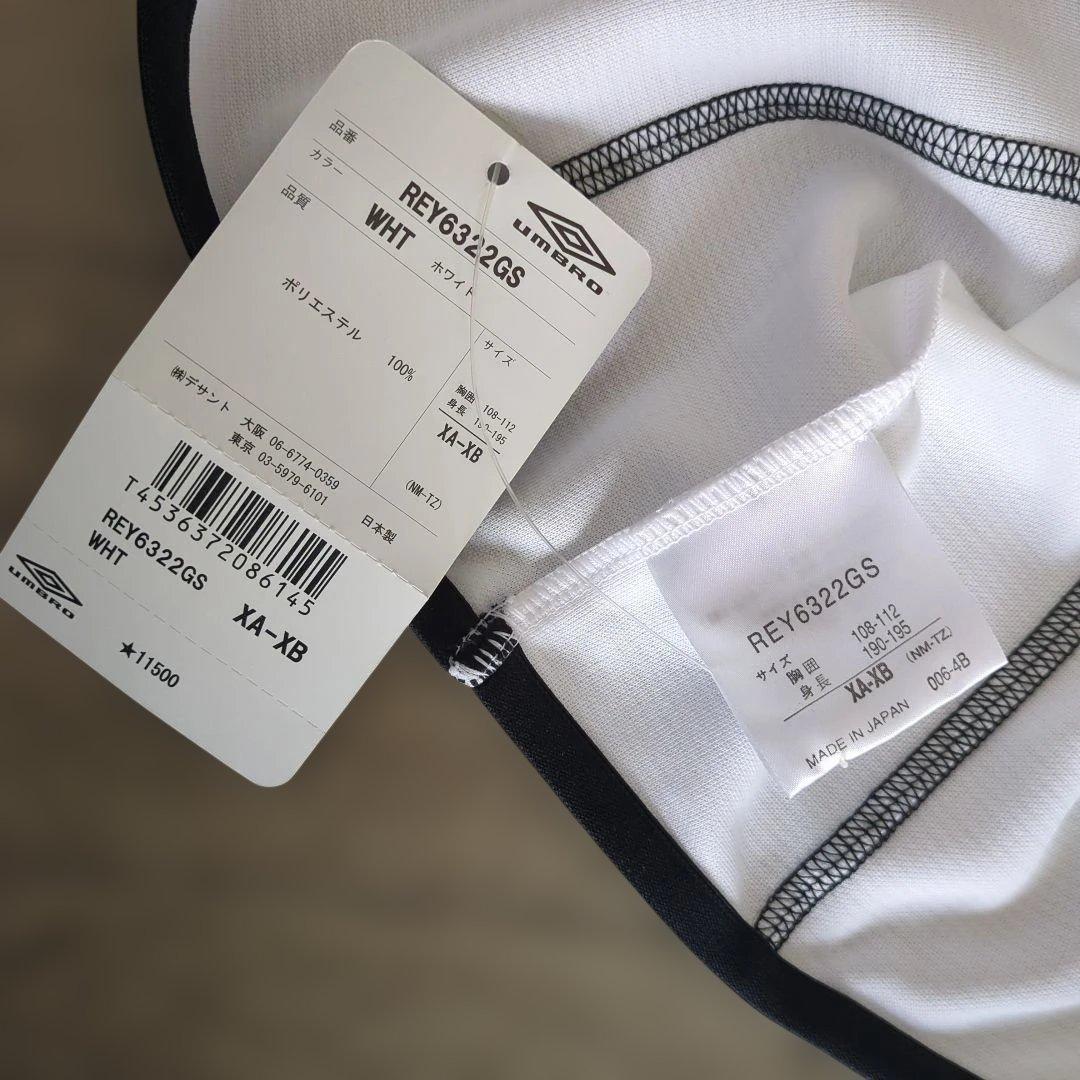 品番
REY6322GS
UMBRO
カラー
WHT
ホワイト
品質
サイズ
ポリエステル
100%
胸囲 108-112
身長
XA-XB
(NM-TZ)
㈱デサント
大阪 06-6774-0359
東京 03-5979-6101
日本製
T4536372086145
REY6322GS
WHT
XA-XB
UMBRO
★11500
REY6322GS
サイズ
胸囲 108-112
身長 190-195
XA-XB (NM-TZ)
MADE IN JAPAN
006-4B